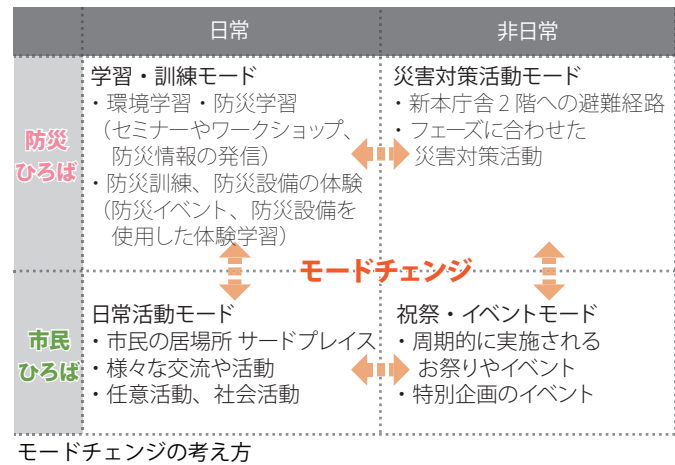 日常
非日常
防災
ひろば
学習・訓練モード
・環境学習・防災学習
（セミナーやワークショップ、
防災情報の発信）
・防災訓練、防災設備の体験
（防災イベント、防災設備を
使用した体験学習）
災害対策活動モード
・新本庁舎２階への避難経路
・フェーズに合わせた
災害対策活動
モードチェンジ
市民
ひろば
日常活動モード
・市民の居場所 サードプレイス
・様々な交流や活動
・任意活動、社会活動
祝祭・イベントモード
・周期的に実施される
お祭りやイベント
・特別企画のイベント
モードチェンジの考え方